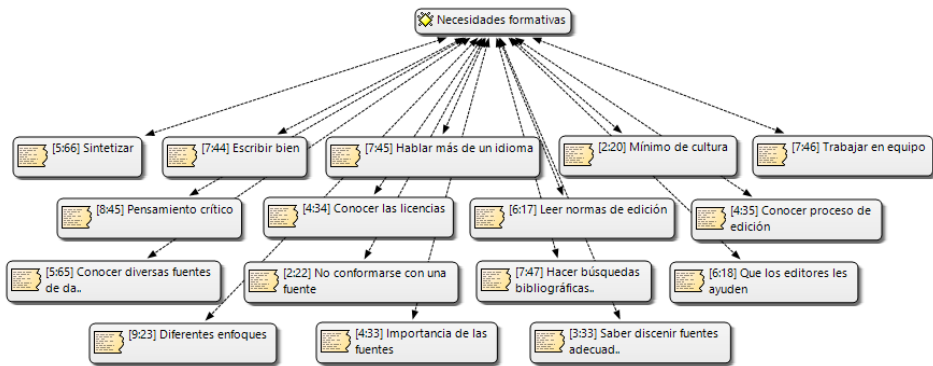 Necesidades formativas
[5:66] Sintetizar
[7:44] Escribir bien
[7:45] Hablar más de un idioma
[2:20] Mínimo de cultura
[7:46] Trabajar en equipo
[8:45] Pensamiento crítico
[4:34] Conocer las licencias
[6:17] Leer normas de edición
[4:35] Conocer proceso de
edición
[5:65] Conocer diversas fuentes
de da..
[2:22] No conformarse con una
fuente
[7:47] Hacer búsquedas
bibliográficas..
[6:18] Que los editores les
ayuden
[9:23] Diferentes enfoques
[4:33] Importancia de las
fuentes
[3:33] Saber discenir fuentes
adecuad..